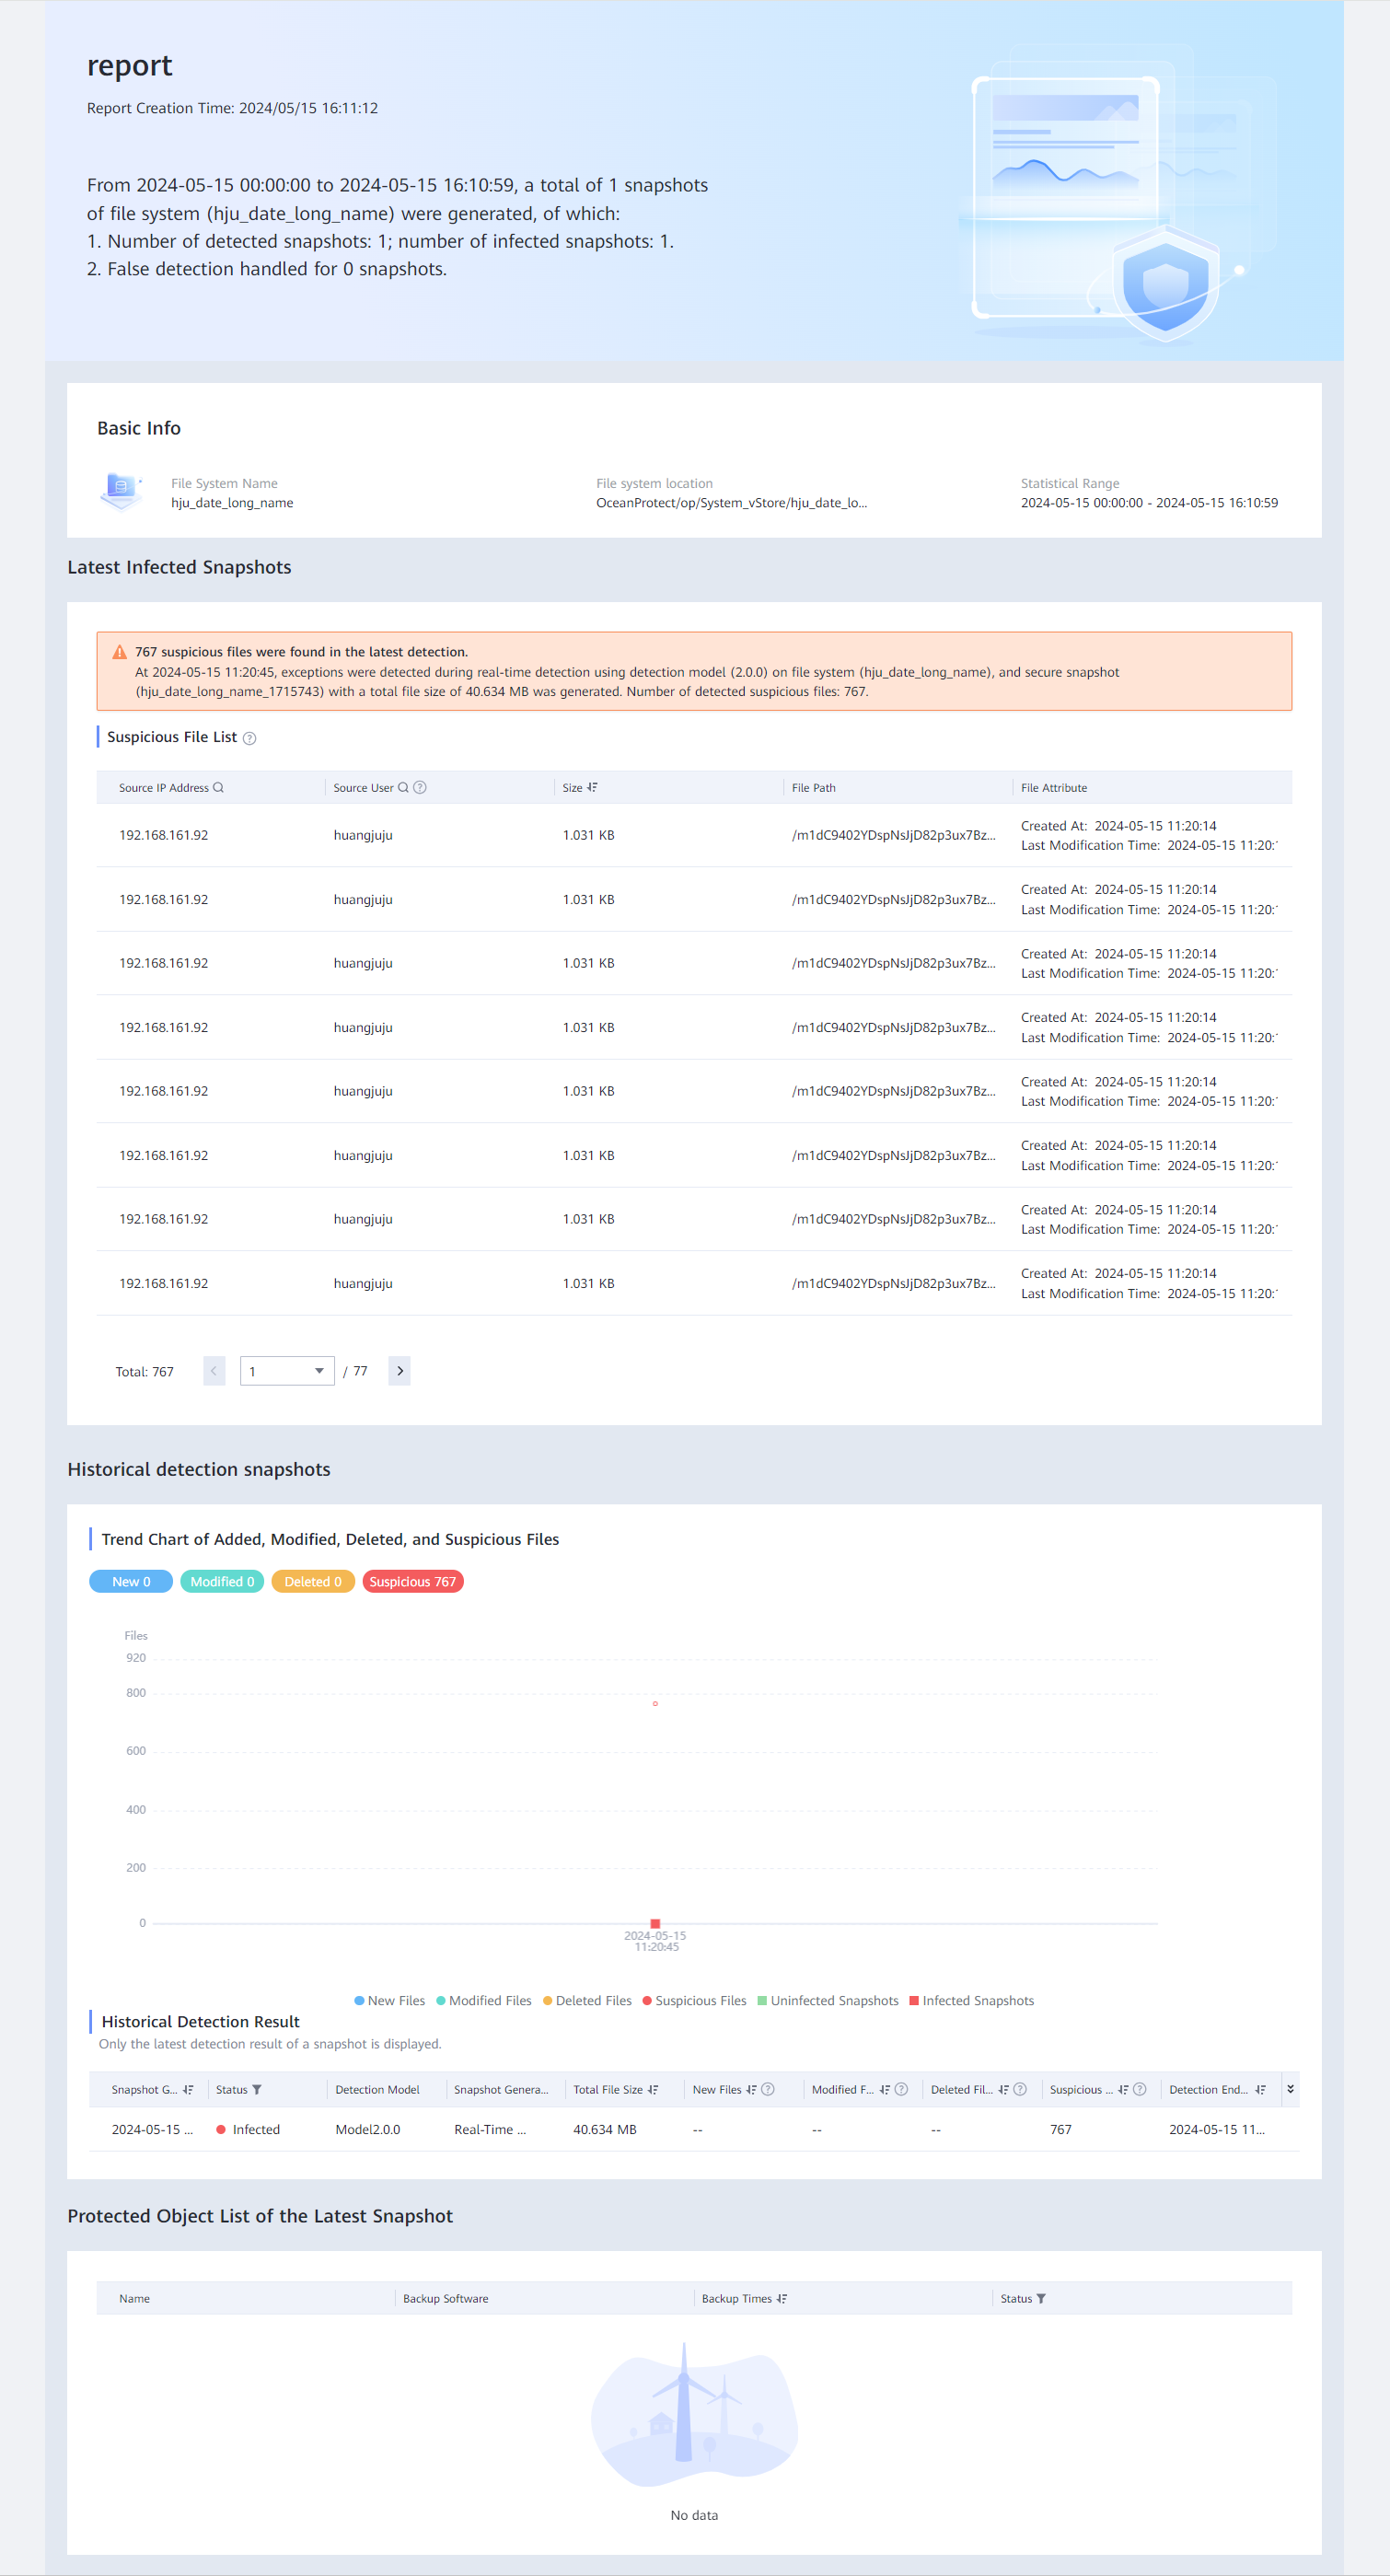 report
Report Creation Time: 2024/05/15 16:11:12
From 2024-05-15 00:00:00 to 2024-05-15 16:10:59, a total of 1 snapshots
of file system (hju_date_long_name) were generated, of which:
1. Number of detected snapshots: 1; number of infected snapshots: 1.
2. False detection handled for 0 snapshots.
Basic Info
File System Name File system location Statistical Range
hju_date_long_name OceanProtect/op/System_vStore/hju_date_lo... 2024-05-15 00:00:00 - 2024-05-15 16:10:59
Latest Infected Snapshots
767 suspicious files were found in the latest detection.
At 2024-05-15 11:20:45, exceptions were detected during real-time detection using detection model (2.0.0) on file system (hju_date_long_name), and secure snapshot
(hju_date_long_name_1715743) with a total file size of 40.634 MB was generated. Number of detected suspicious files: 767.
Suspicious File List
Source IP Address Source User Size File Path File Attribute
192.168.161.92 huangjuju 1.031 KB /m1dC9402YDspNsJjD82p3ux7Bz... Created At: 2024-05-15 11:20:14
Last Modification Time: 2024-05-15 11:20:
192.168.161.92 huangjuju 1.031 KB /m1dC9402YDspNsJjD82p3ux7Bz... Created At: 2024-05-15 11:20:14
Last Modification Time: 2024-05-15 11:20:
192.168.161.92 huangjuju 1.031 KB /m1dC9402YDspNsJjD82p3ux7Bz... Created At: 2024-05-15 11:20:14
Last Modification Time: 2024-05-15 11:20:
192.168.161.92 huangjuju 1.031 KB /m1dC9402YDspNsJjD82p3ux7Bz... Created At: 2024-05-15 11:20:14
Last Modification Time: 2024-05-15 11:20:
192.168.161.92 huangjuju 1.031 KB /m1dC9402YDspNsJjD82p3ux7Bz... Created At: 2024-05-15 11:20:14
Last Modification Time: 2024-05-15 11:20:
192.168.161.92 huangjuju 1.031 KB /m1dC9402YDspNsJjD82p3ux7Bz... Created At: 2024-05-15 11:20:14
Last Modification Time: 2024-05-15 11:20:
192.168.161.92 huangjuju 1.031 KB /m1dC9402YDspNsJjD82p3ux7Bz... Created At: 2024-05-15 11:20:14
Last Modification Time: 2024-05-15 11:20:
192.168.161.92 huangjuju 1.031 KB /m1dC9402YDspNsJjD82p3ux7Bz... Created At: 2024-05-15 11:20:14
Last Modification Time: 2024-05-15 11:20:
Total: 767 < 1 / 77 >
Historical detection snapshots
Trend Chart of Added, Modified, Deleted, and Suspicious Files
New 0 Modified 0 Deleted 0 Suspicious 767
Files
920
800
600
400
200
0
2024-05-15
11:20:45
New Files Modified Files Deleted Files Suspicious Files Uninfected Snapshots Infected Snapshots
Historical Detection Result
Only the latest detection result of a snapshot is displayed.
Snapshot G... Status Detection Model Snapshot Genera... Total File Size New Files Modified F... Deleted Fil... Suspicious ... Detection End...
2024-05-15 ... Infected Model2.0.0 Real-Time ... 40.634 MB -- -- -- 767 2024-05-15 11...
Protected Object List of the Latest Snapshot
Name Backup Software Backup Times Status
No data